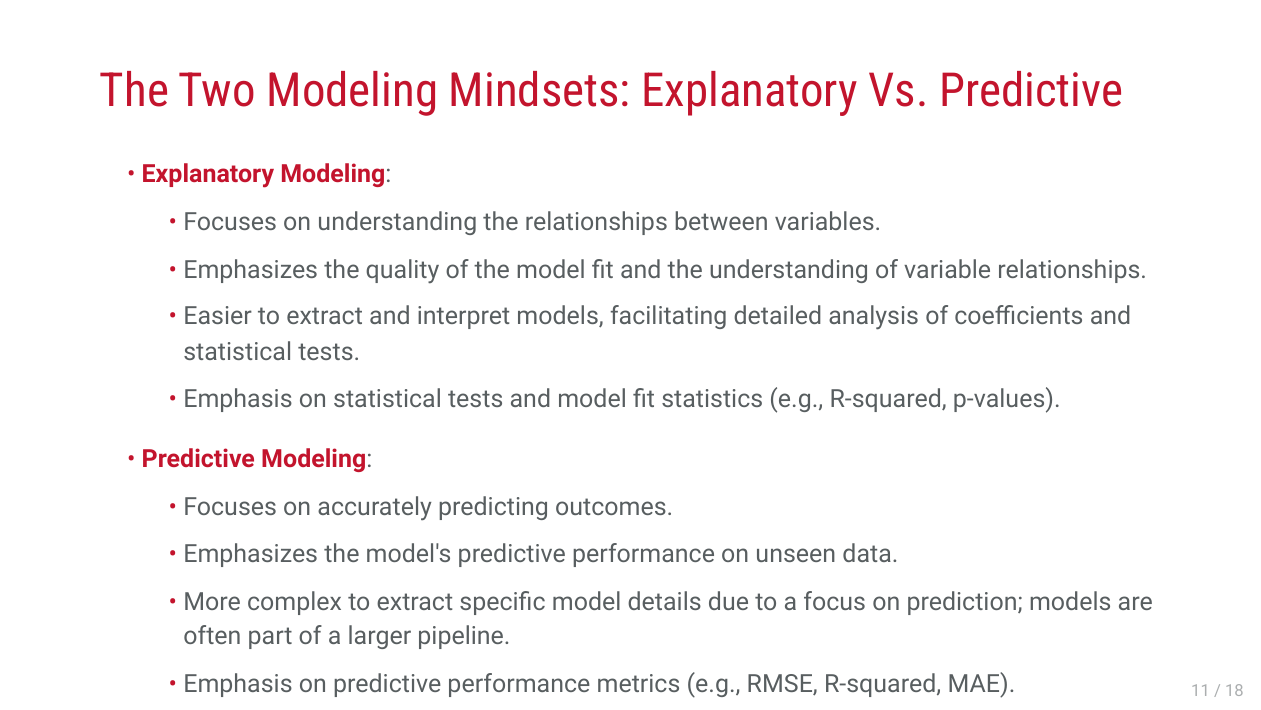 The Two Modeling Mindsets: Explanatory Vs. Predictive
• Explanatory Modeling:
• Focuses on understanding the relationships between variables.
• Emphasizes the quality of the model fit and the understanding of variable relationships.
• Easier to extract and interpret models, facilitating detailed analysis of coefficients and
statistical tests.
• Emphasis on statistical tests and model fit statistics (e.g., R-squared, p-values).
• Predictive Modeling:
• Focuses on accurately predicting outcomes.
• Emphasizes the model's predictive performance on unseen data.
• More complex to extract specific model details due to a focus on prediction; models are
often part of a larger pipeline.
• Emphasis on predictive performance metrics (e.g., RMSE, R-squared, MAE).
11 / 18